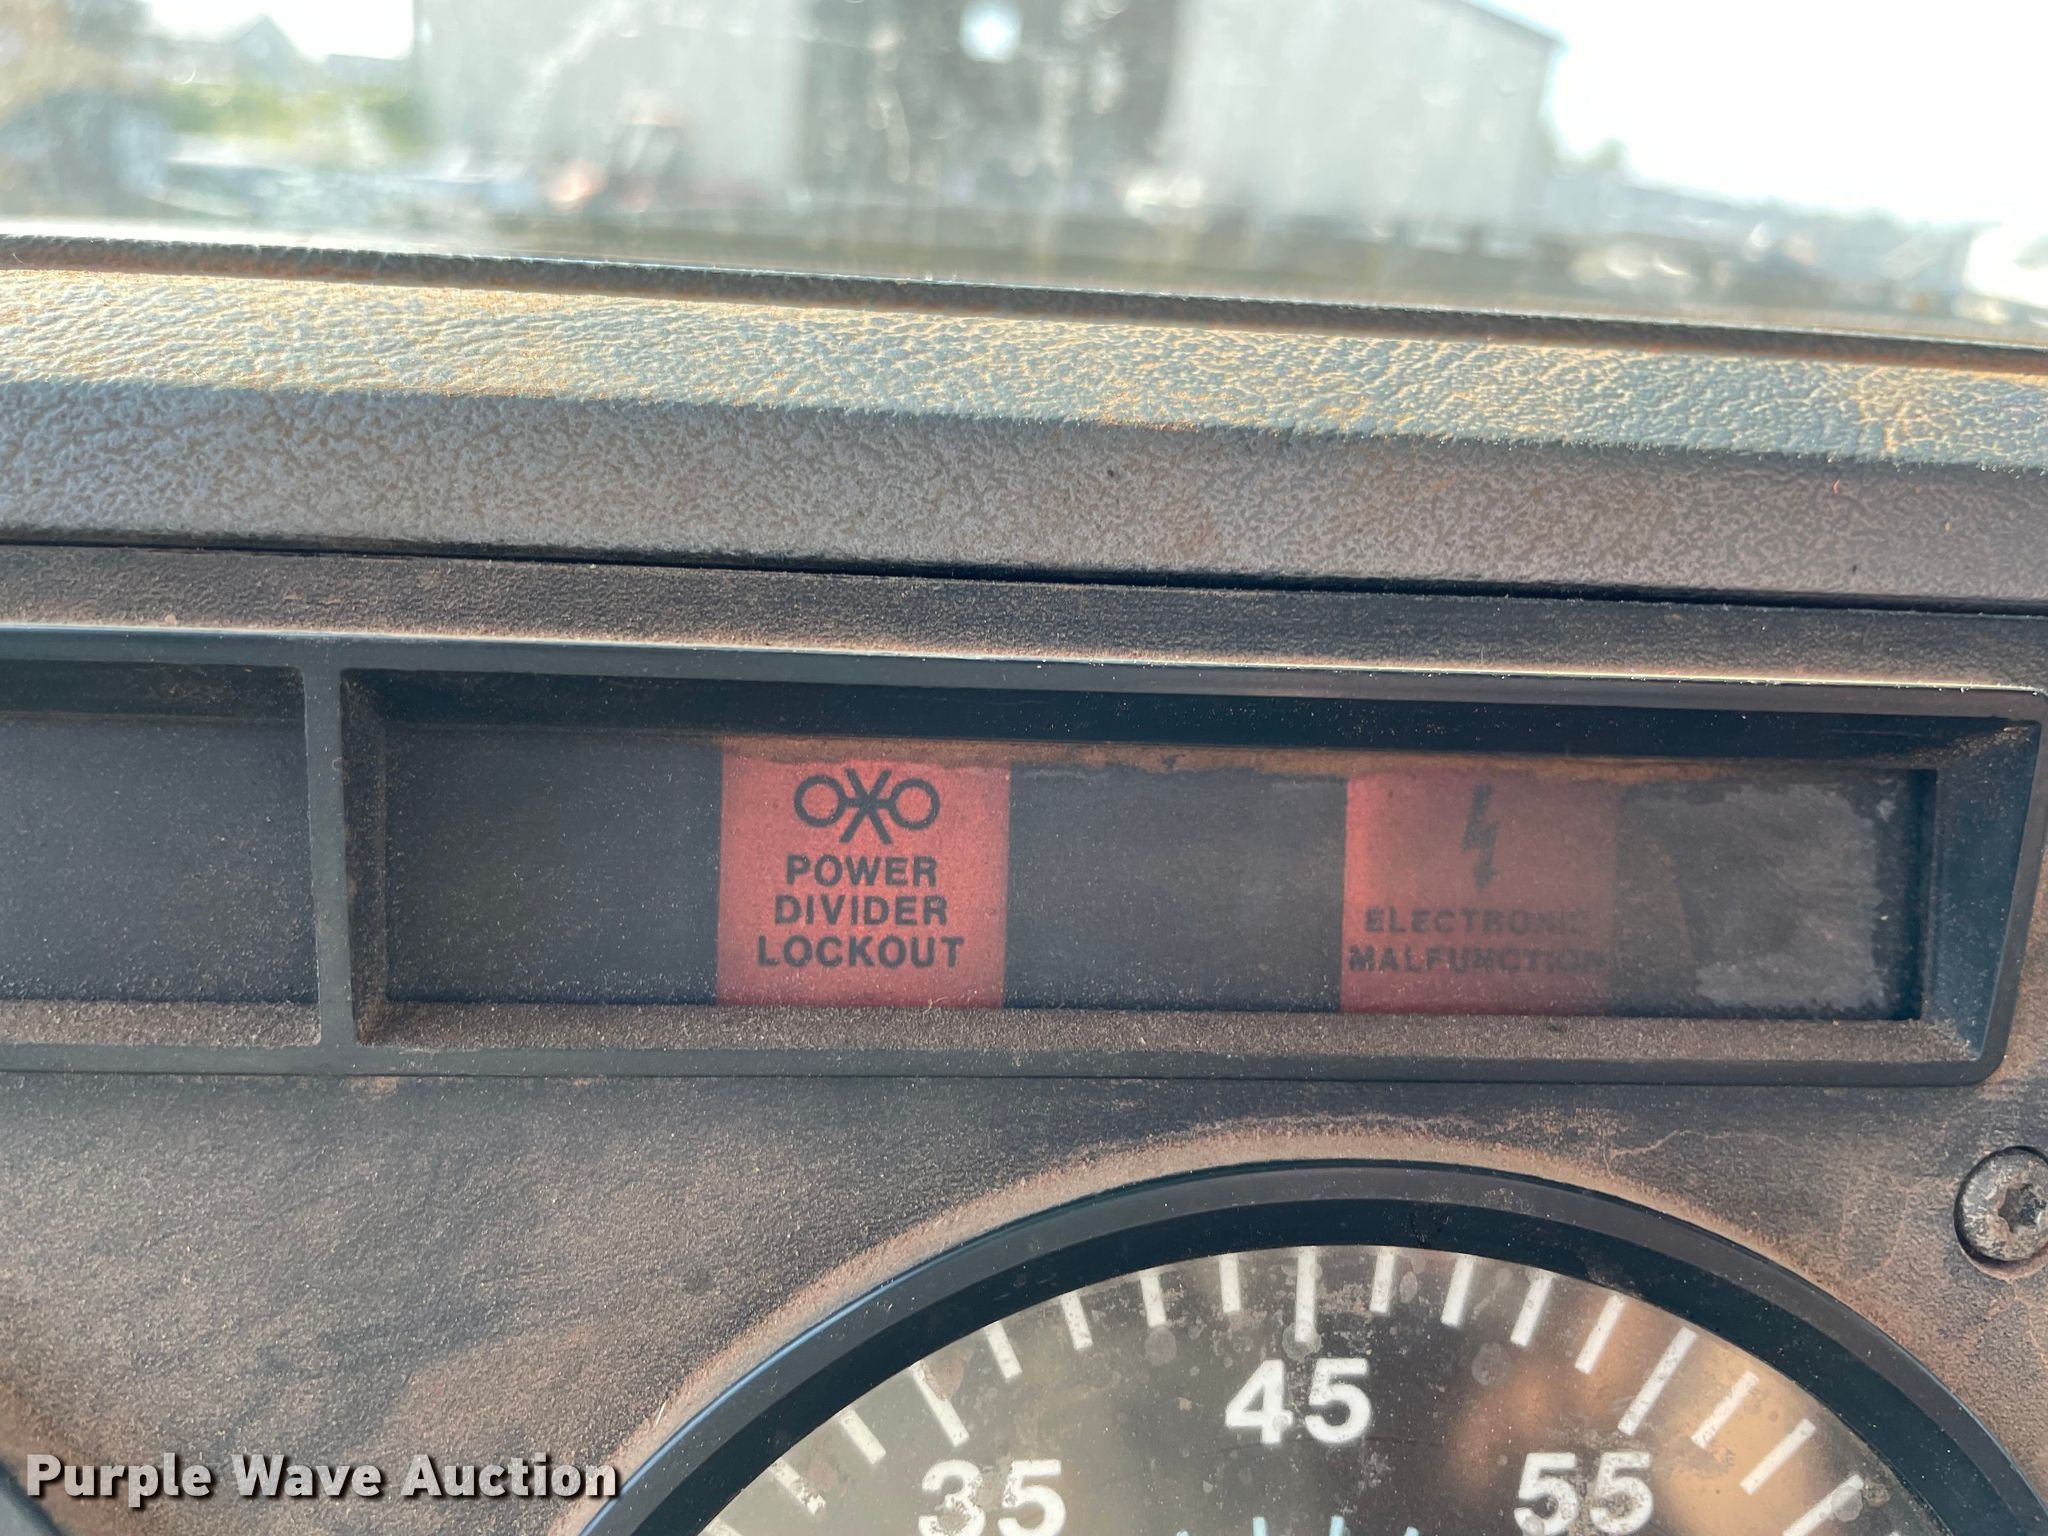 POWER
DIVIDER
LOCKOUT
ELECTRONIC
MALFUNCTION
45
35
55
Purple Wave Auction